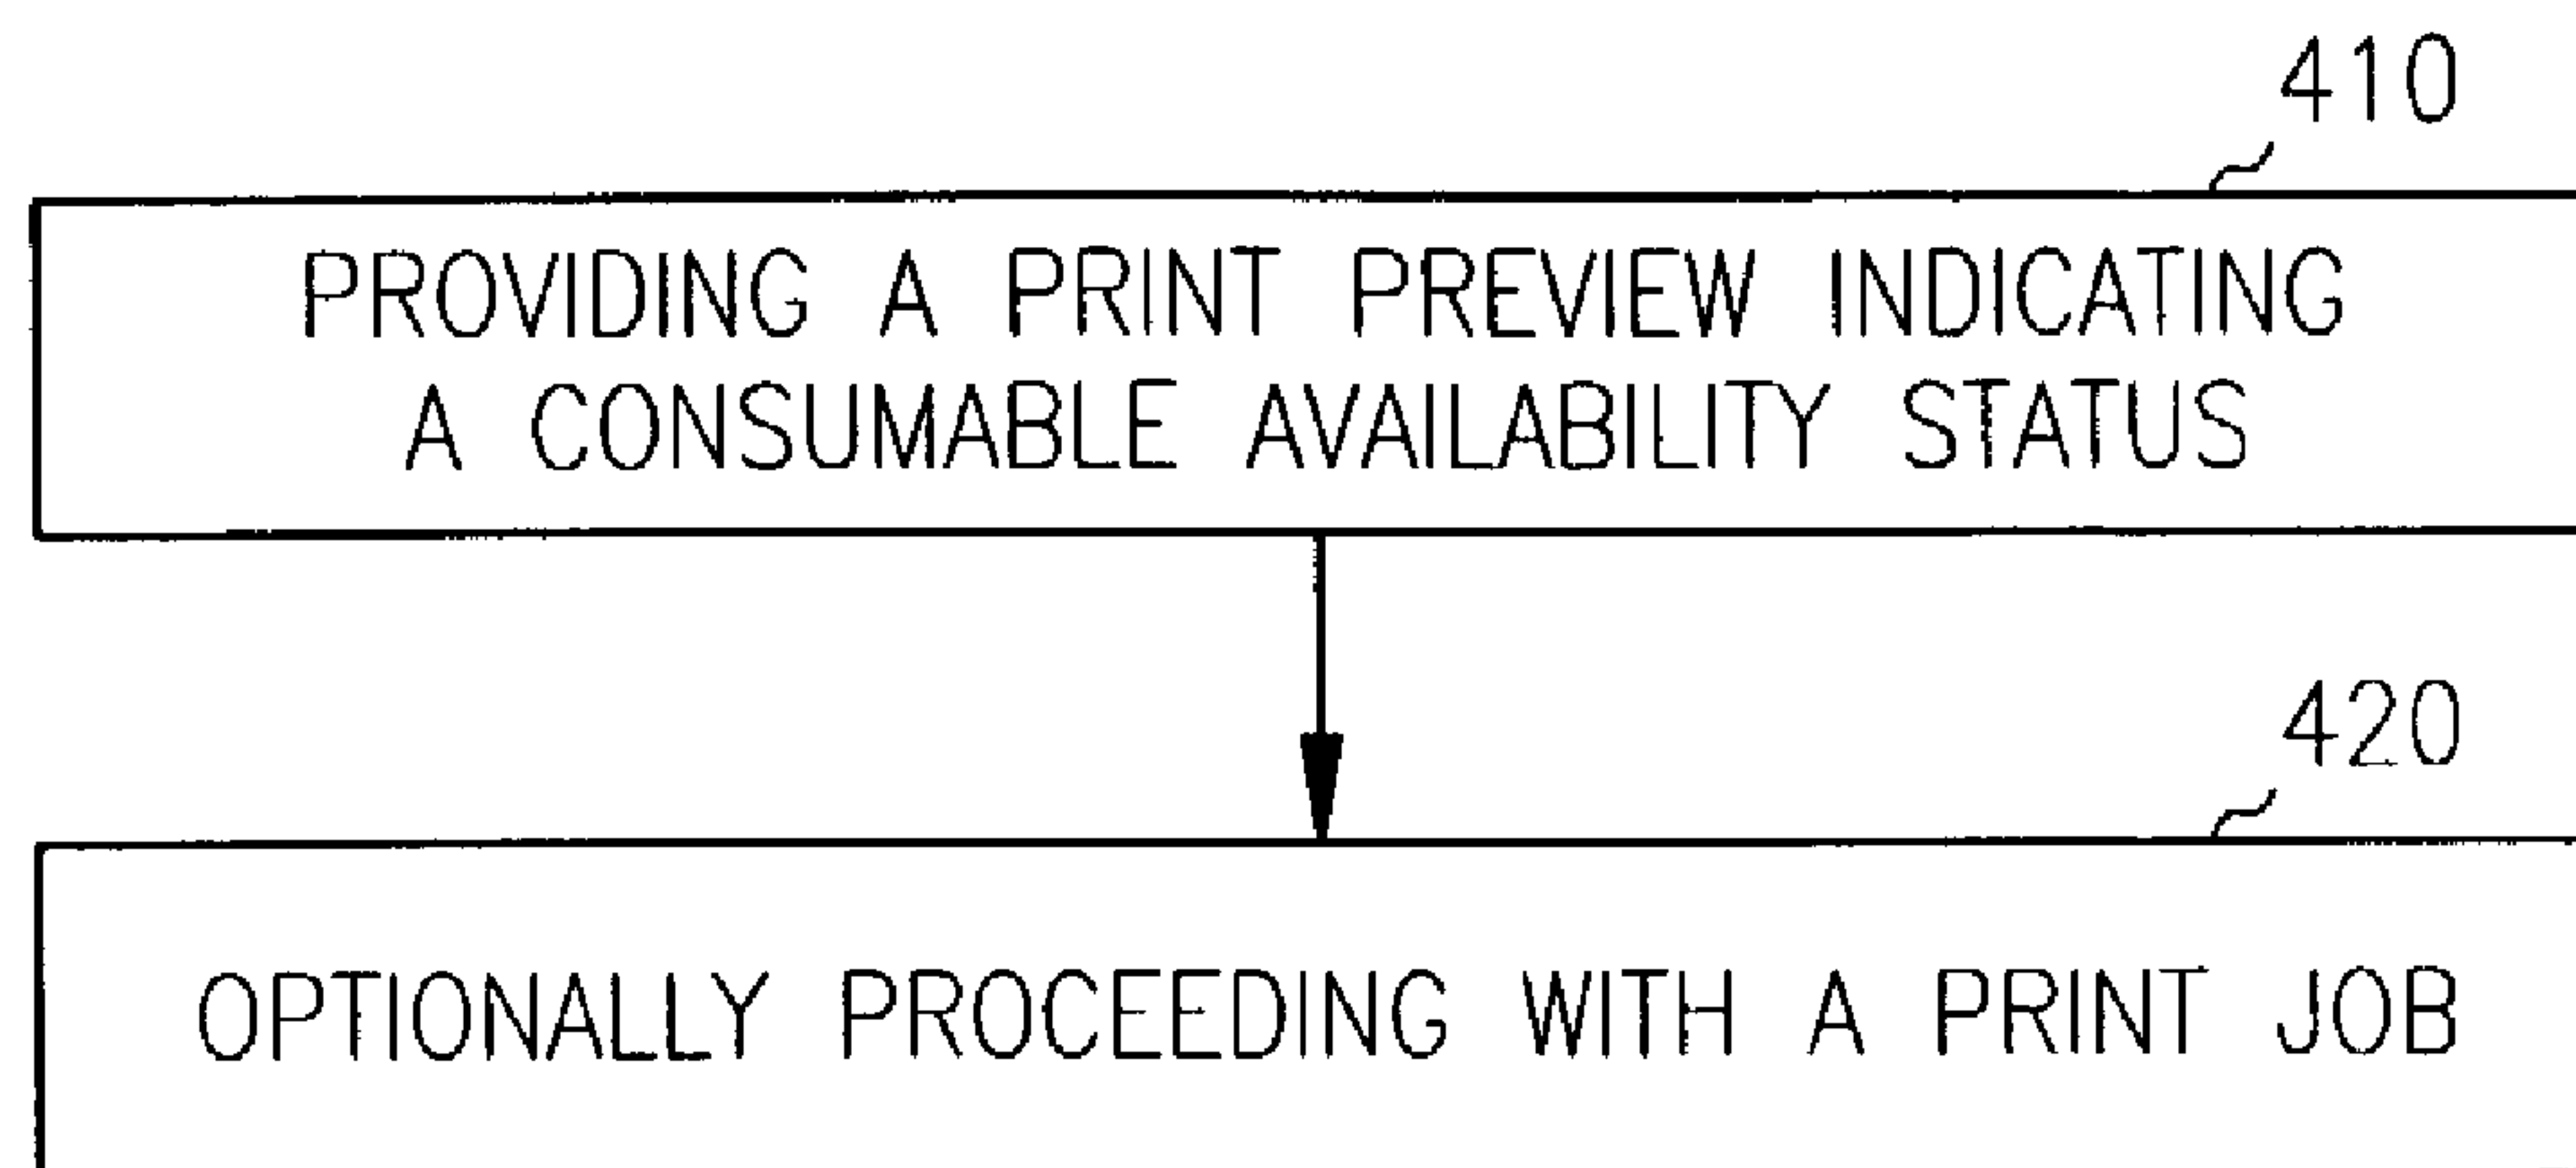 410
PROVIDING A PRINT PREVIEW INDICATING
A CONSUMABLE AVAILABILITY STATUS
420
OPTIONALLY PROCEEDING WITH A PRINT JOB